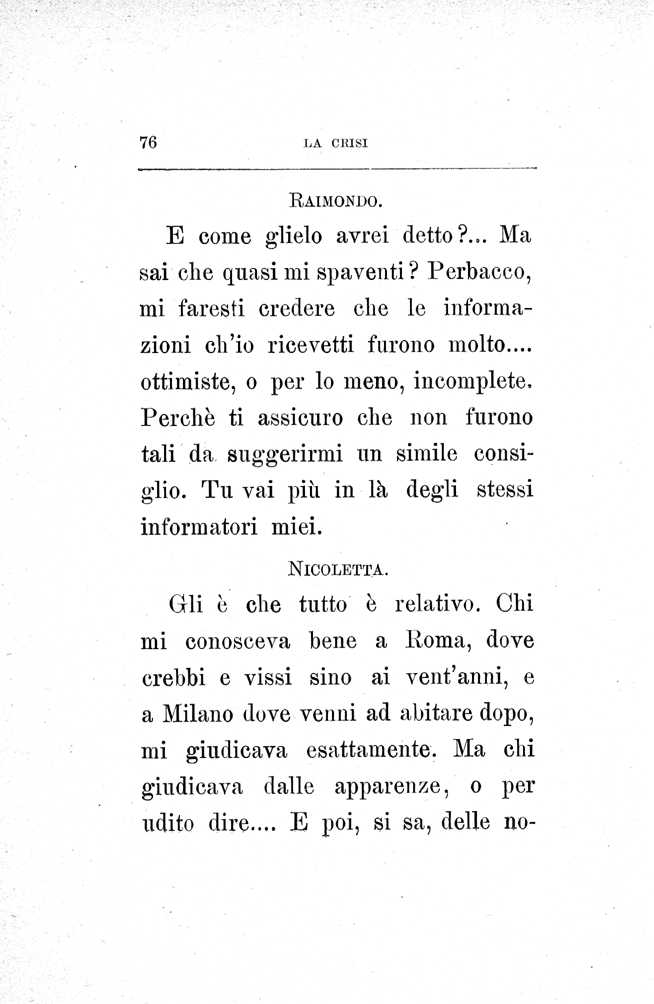 76 LA CRISI
RAIMONDO.
E come glielo avrei detto?... Ma
sai che quasi mi spaventi? Perbacco,
mi faresti credere che le informa-
zioni ch'io ricevetti furono molto....
ottimiste, o per lo meno, incomplete.
Perchè ti assicuro che non furono
tali da suggerirmi un simile consi-
glio. Tu vai più in là degli stessi
informatori miei.
NICOLETTA.
Gli è che tutto è relativo. Chi
mi conosceva bene a Roma, dove
crebbi e vissi sino ai vent'anni, e
a Milano dove venni ad abitare dopo,
mi giudicava esattamente. Ma chi
giudicava dalle apparenze, o per
udito dire.... E poi, si sa, delle no-